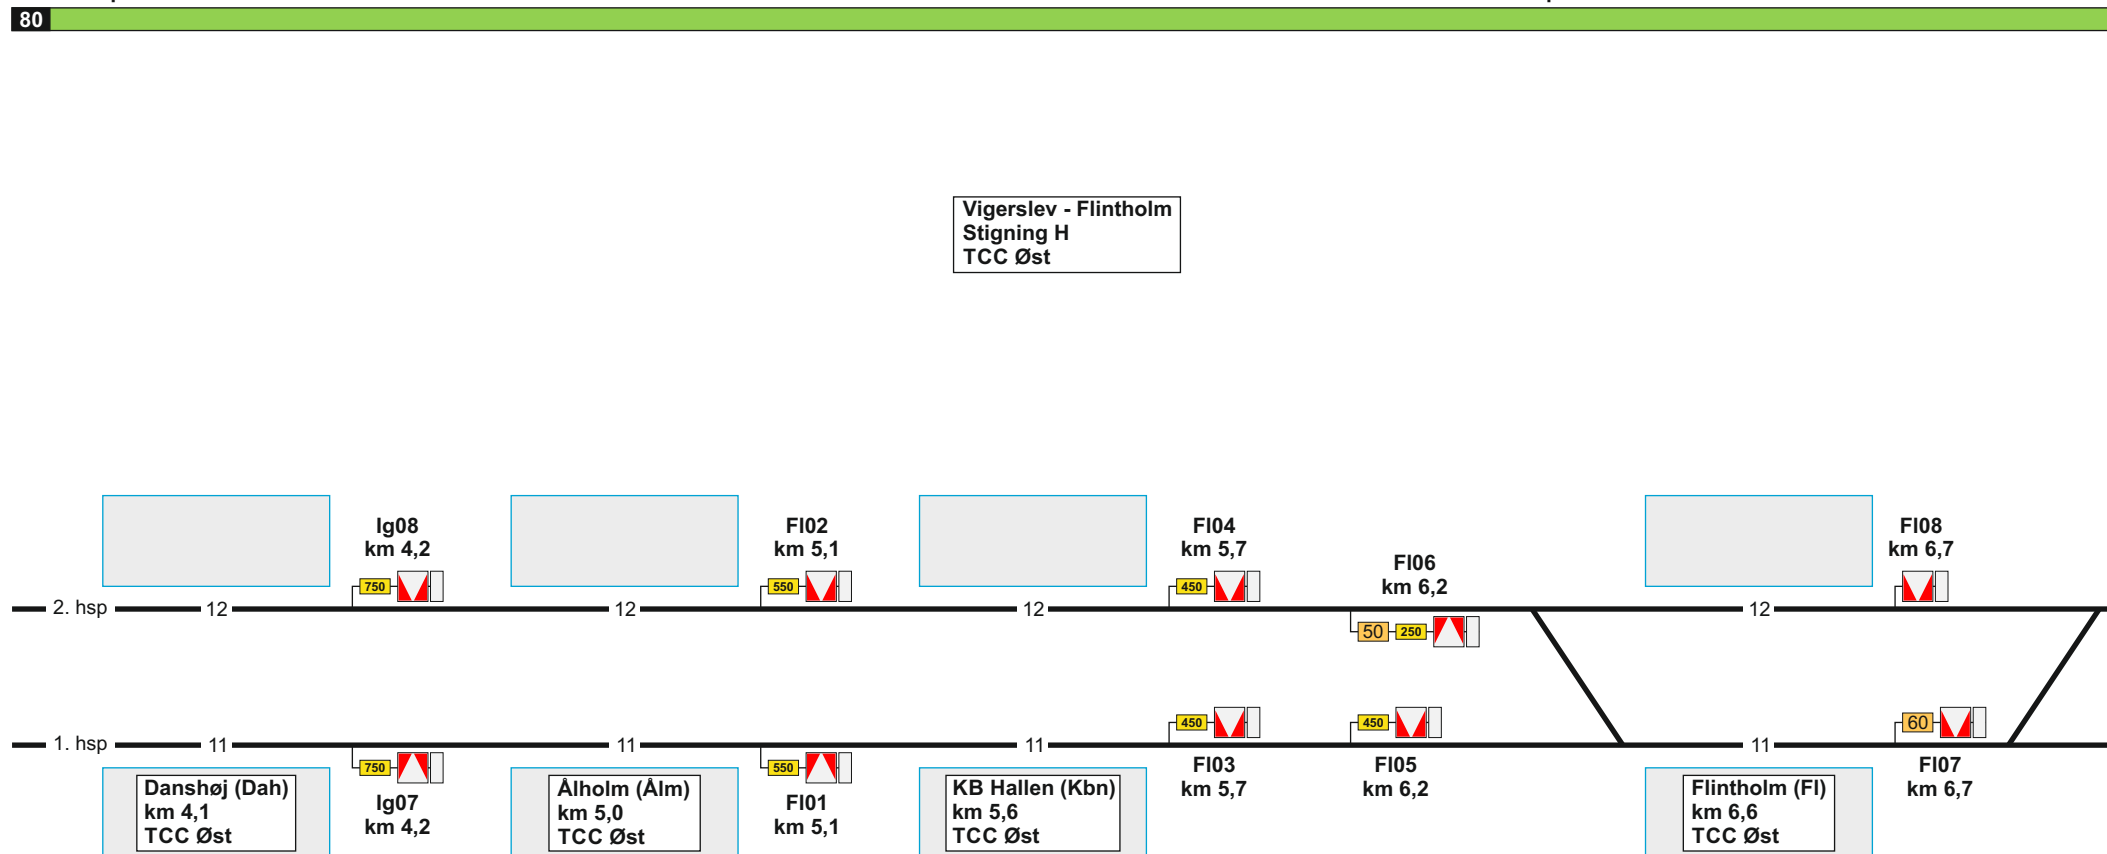 80
Vigerslev - Flintholm
Stigning H
TCC Øst
Ig08
km 4,2
750
Fl02
km 5,1
550
Fl04
km 5,7
450
Fl06
km 6,2
50
250
Fl08
km 6,7
2. hsp
12
12
12
12
450
450
60
1. hsp
11
11
11
11
Danshøj (Dah)
km 4,1
TCC Øst
750
Ig07
km 4,2
Ålholm (Ålm)
km 5,0
TCC Øst
550
Fl01
km 5,1
KB Hallen (Kbn)
km 5,6
TCC Øst
Fl03
km 5,7
Fl05
km 6,2
Flintholm (Fl)
km 6,6
TCC Øst
Fl07
km 6,7